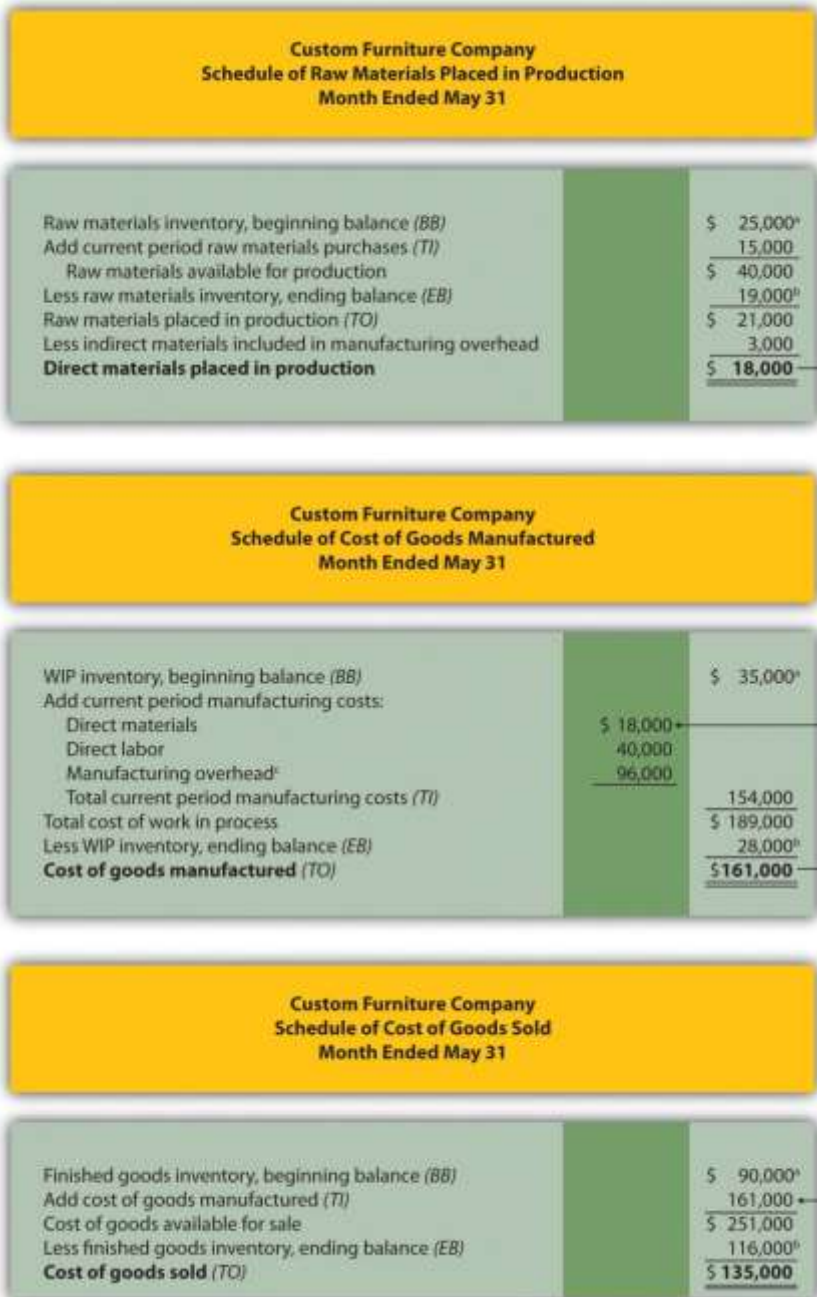 Custom Furniture Company
Schedule of Raw Materials Placed in Production
Month Ended May 31
Raw materials inventory, beginning balance (BB) $ 25,000ᵃ
Add current period raw materials purchases (TI) 15,000
Raw materials available for production $ 40,000
Less raw materials inventory, ending balance (EB) 19,000ᵇ
Raw materials placed in production (TO) $ 21,000
Less indirect materials included in manufacturing overhead 3,000
Direct materials placed in production $ 18,000
Custom Furniture Company
Schedule of Cost of Goods Manufactured
Month Ended May 31
WIP inventory, beginning balance (BB) $ 35,000ᵃ
Add current period manufacturing costs:
Direct materials $ 18,000
Direct labor 40,000
Manufacturing overheadᶜ 96,000
Total current period manufacturing costs (TI) 154,000
Total cost of work in process $ 189,000
Less WIP inventory, ending balance (EB) 28,000ᵇ
Cost of goods manufactured (TO) $161,000
Custom Furniture Company
Schedule of Cost of Goods Sold
Month Ended May 31
Finished goods inventory, beginning balance (BB) $ 90,000ᵃ
Add cost of goods manufactured (TI) 161,000
Cost of goods available for sale $ 251,000
Less finished goods inventory, ending balance (EB) 116,000ᵇ
Cost of goods sold (TO) $ 135,000